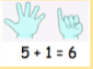 5 + 1 = 6